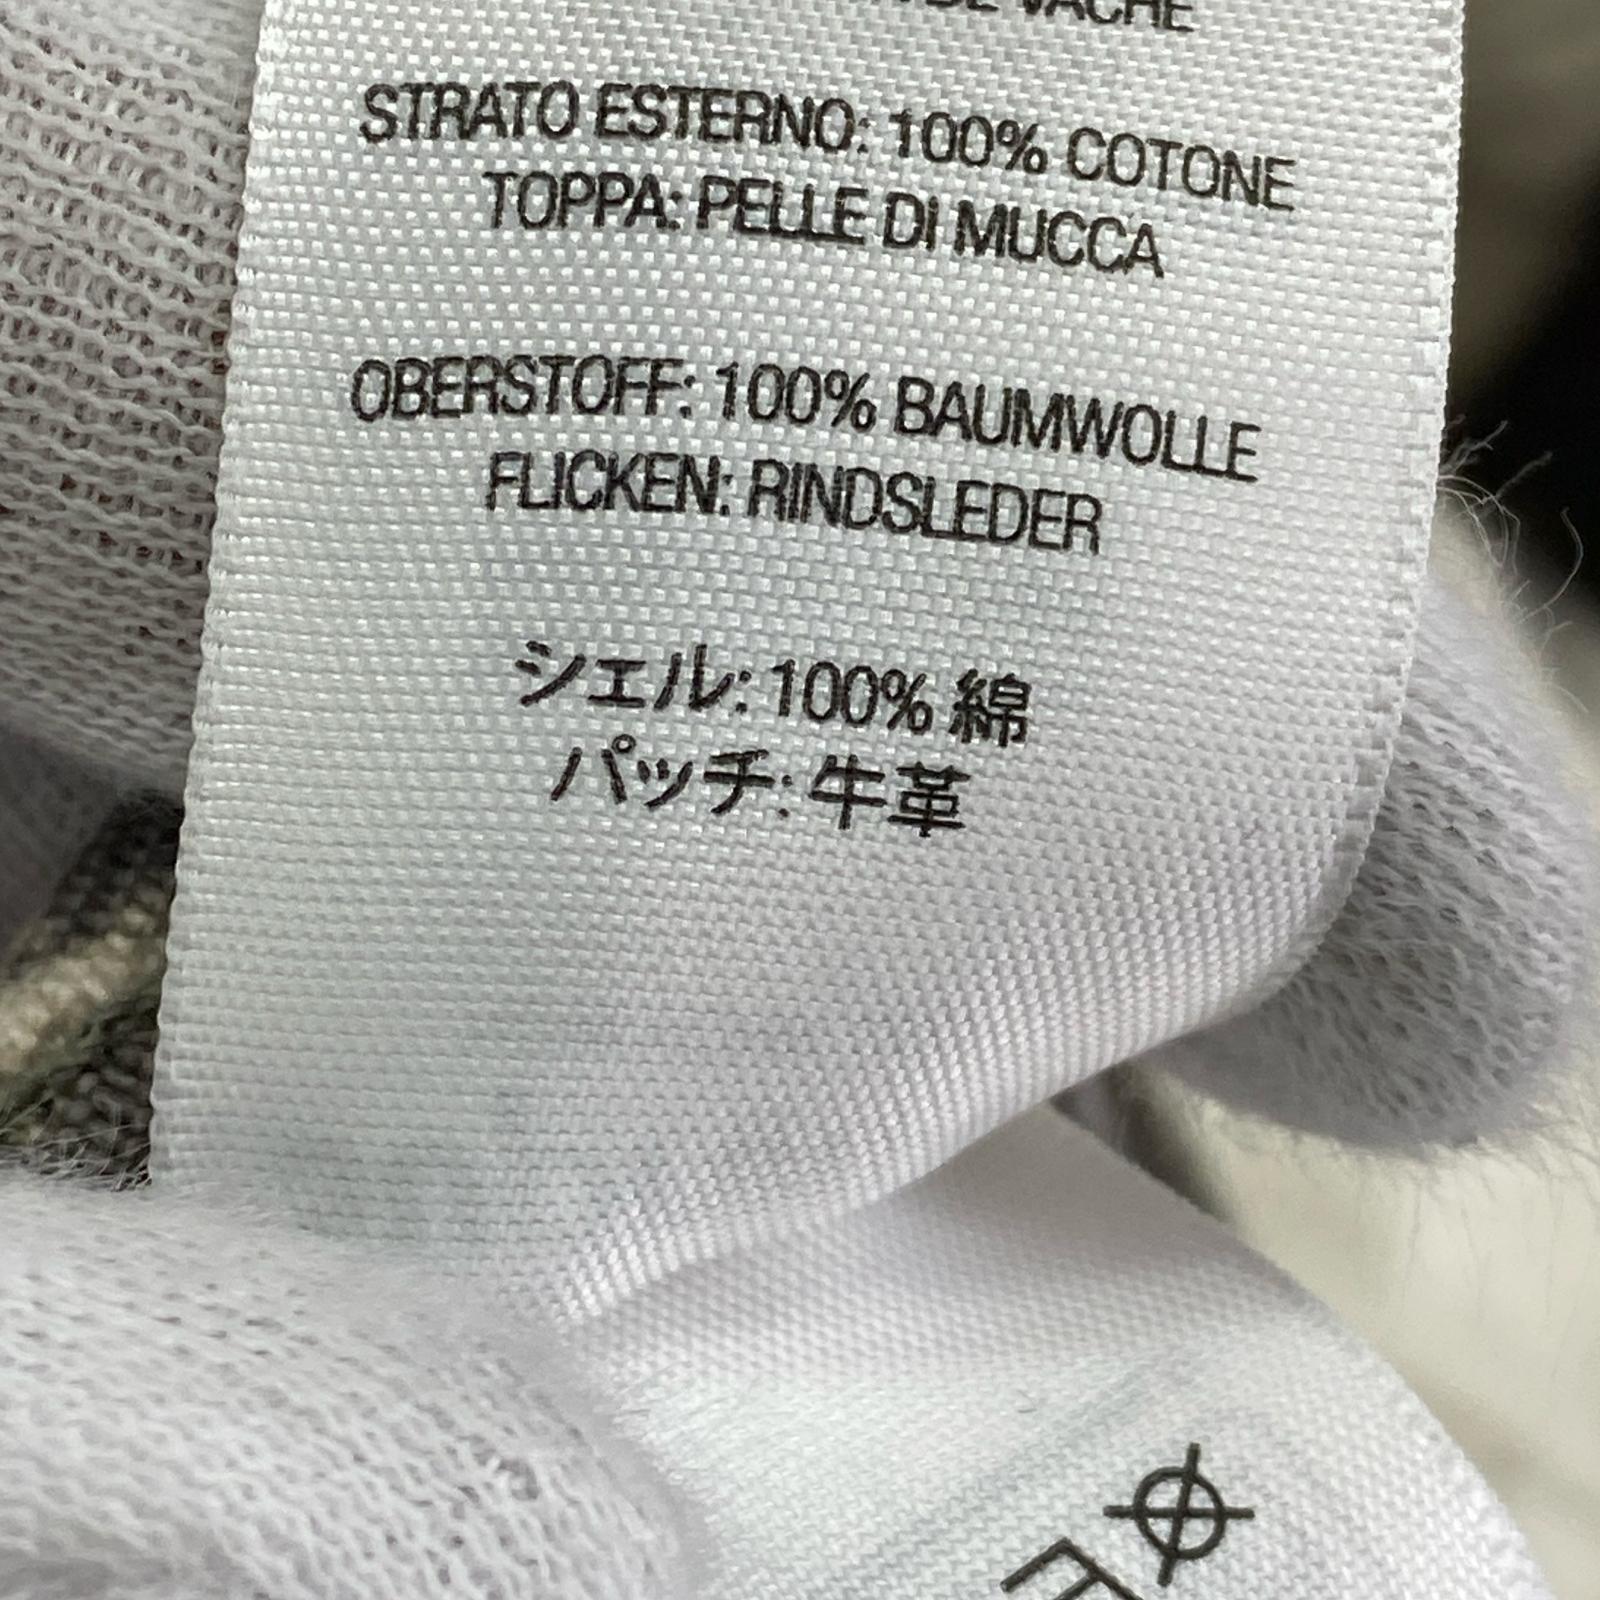 VACHE
STRATO ESTERNO: 100% COTONE
TOPPA: PELLE DI MUCCA
OBERSTOFF: 100% BAUMWOLLE
FLICKEN: RINDSLEDER
シェル: 100% 綿
パッチ: 牛革